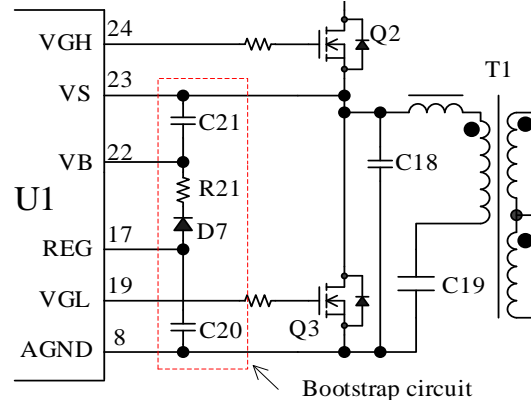 24
VGH
Q2
23
VS
T1
C21
22
VB
C18
R21
U1
D7
17
REG
19
VGL
C19
Q3
C20
8
AGND
Bootstrap circuit